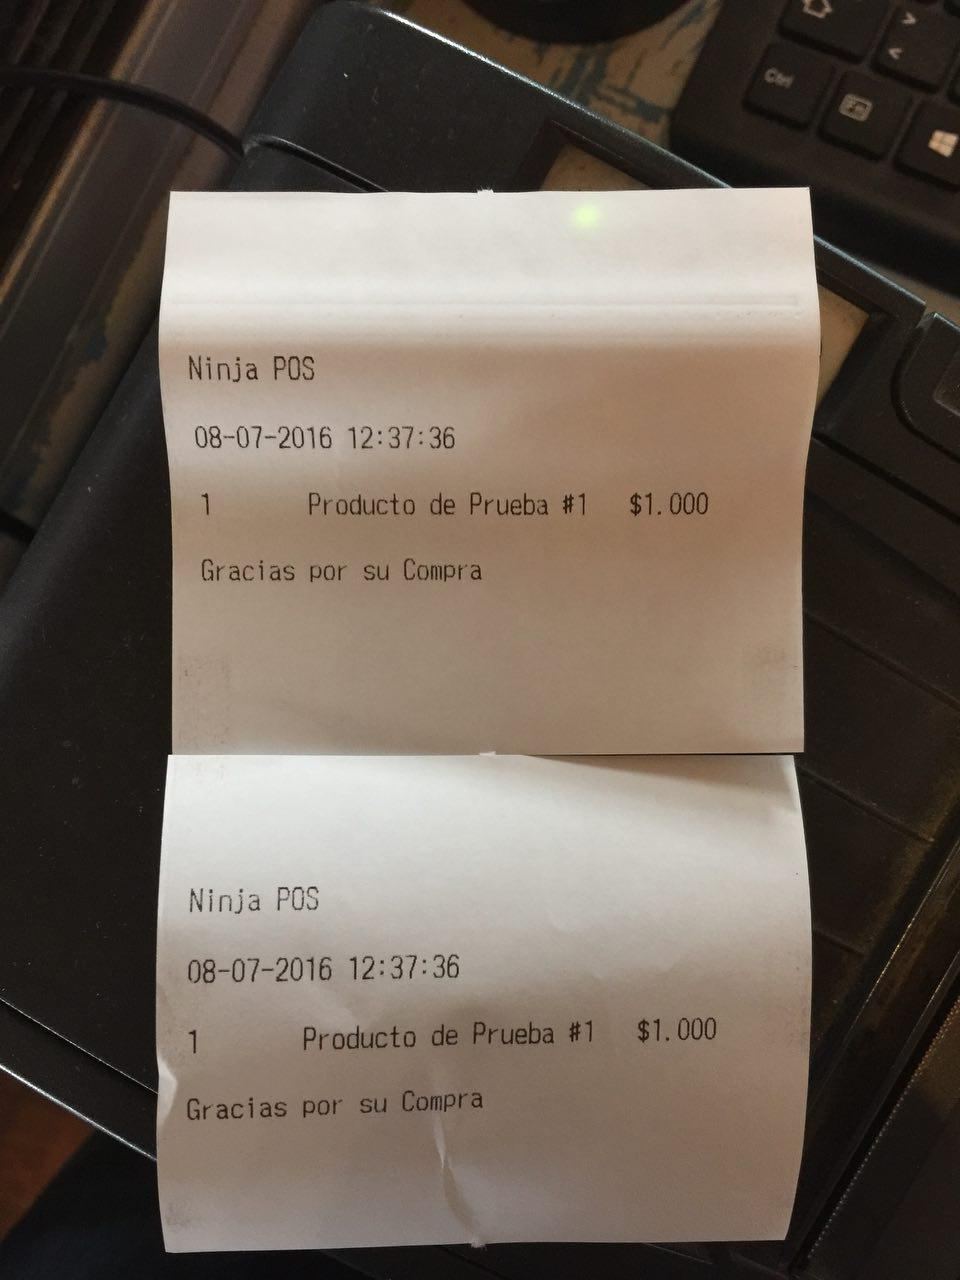 Ctrl
Ninja POS
08-07-2016 12:37:36
1 Producto de Prueba #1 $1.000
Gracias por su Compra
Ninja POS
08-07-2016 12:37:36
1 Producto de Prueba #1 $1.000
Gracias por su Compra